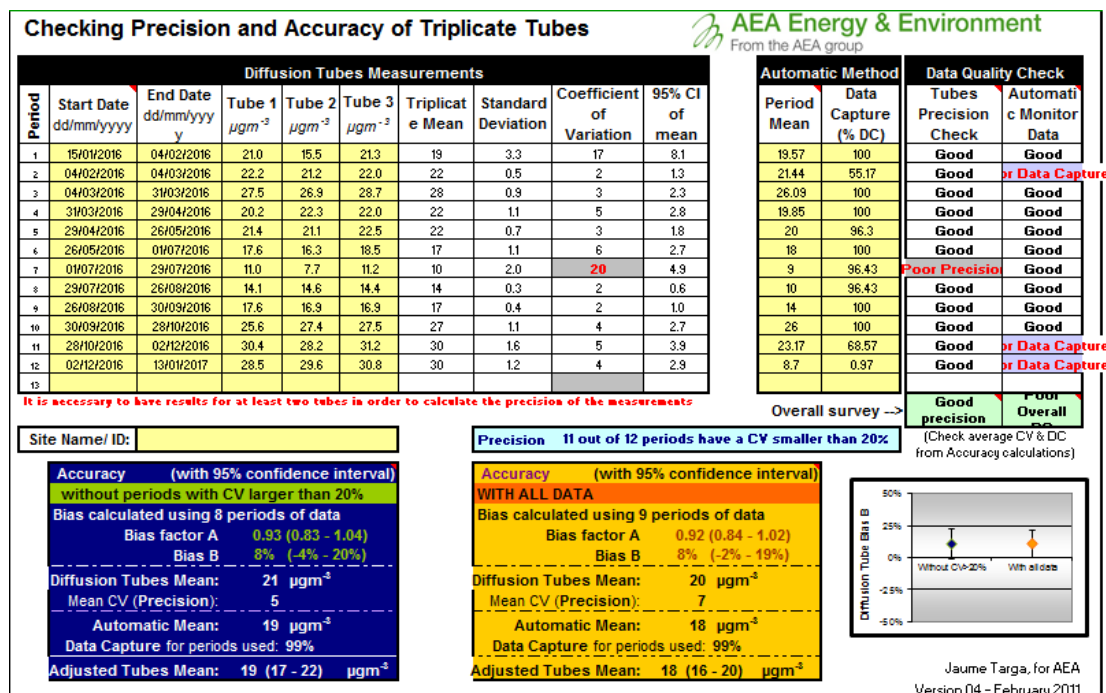 Checking Precision and Accuracy of Triplicate Tubes
AEA Energy & Environment
From the AEA group
Diffusion Tubes Measurements
Automatic Method
Data Quality Check
Period Start Date dd/mm/yyyy End Date dd/mm/yyyy Tube 1 µgm⁻³ Tube 2 µgm⁻³ Tube 3 µgm⁻³ Triplicate Mean Standard Deviation Coefficient of Variation 95% CI of mean Period Mean Data Capture (% DC) Tubes Precision Check Automatic Monitor Data
1 15/01/2016 04/02/2016 21.0 15.5 21.3 19 3.3 17 8.1 19.57 100 Good Good
2 04/02/2016 04/03/2016 22.2 21.2 22.0 22 0.5 2 1.3 21.44 55.17 Good or Data Capture
3 04/03/2016 31/03/2016 27.5 26.9 28.7 28 0.9 3 2.3 26.09 100 Good Good
4 31/03/2016 29/04/2016 20.2 22.3 22.0 22 1.1 5 2.8 19.85 100 Good Good
5 29/04/2016 26/05/2016 21.4 21.1 22.5 22 0.7 3 1.8 20 96.3 Good Good
6 26/05/2016 01/07/2016 17.6 16.3 18.5 17 1.1 6 2.7 18 100 Good Good
7 01/07/2016 29/07/2016 11.0 7.7 11.2 10 2.0 20 4.9 9 96.43 Poor Precision Good
8 29/07/2016 26/08/2016 14.1 14.6 14.4 14 0.3 2 0.6 10 96.43 Good Good
9 26/08/2016 30/09/2016 17.6 16.9 16.9 17 0.4 2 1.0 14 100 Good Good
10 30/09/2016 28/10/2016 25.6 27.4 27.5 27 1.1 4 2.7 26 100 Good Good
11 28/10/2016 02/12/2016 30.4 28.2 31.2 30 1.6 5 3.9 23.17 68.57 Good or Data Capture
12 02/12/2016 13/01/2017 28.5 29.6 30.8 30 1.2 4 2.9 8.7 0.97 Good or Data Capture
13
It is necessary to have results for at least two tubes in order to calculate the precision of the measurements
Overall survey --> Good precision Poor Overall
Site Name/ ID:
Precision 11 out of 12 periods have a CV smaller than 20%
(Check average CV & DC from Accuracy calculations)
Accuracy (with 95% confidence interval)
without periods with CV larger than 20%
Bias calculated using 8 periods of data
Bias factor A 0.93 (0.83 - 1.04)
Bias B 8% (-4% - 20%)
Diffusion Tubes Mean: 21 µgm⁻³
Mean CV (Precision): 5
Automatic Mean: 19 µgm⁻³
Data Capture for periods used: 99%
Adjusted Tubes Mean: 19 (17 - 22) µgm⁻³
Accuracy (with 95% confidence interval)
WITH ALL DATA
Bias calculated using 9 periods of data
Bias factor A 0.92 (0.84 - 1.02)
Bias B 8% (-2% - 19%)
Diffusion Tubes Mean: 20 µgm⁻³
Mean CV (Precision): 7
Automatic Mean: 18 µgm⁻³
Data Capture for periods used: 99%
Adjusted Tubes Mean: 18 (16 - 20) µgm⁻³
Diffusion Tube Bias B
50%
25%
0%
-25%
-50%
Without CV>20% With all data
Jaume Targa, for AEA
Version 04 - February 2011